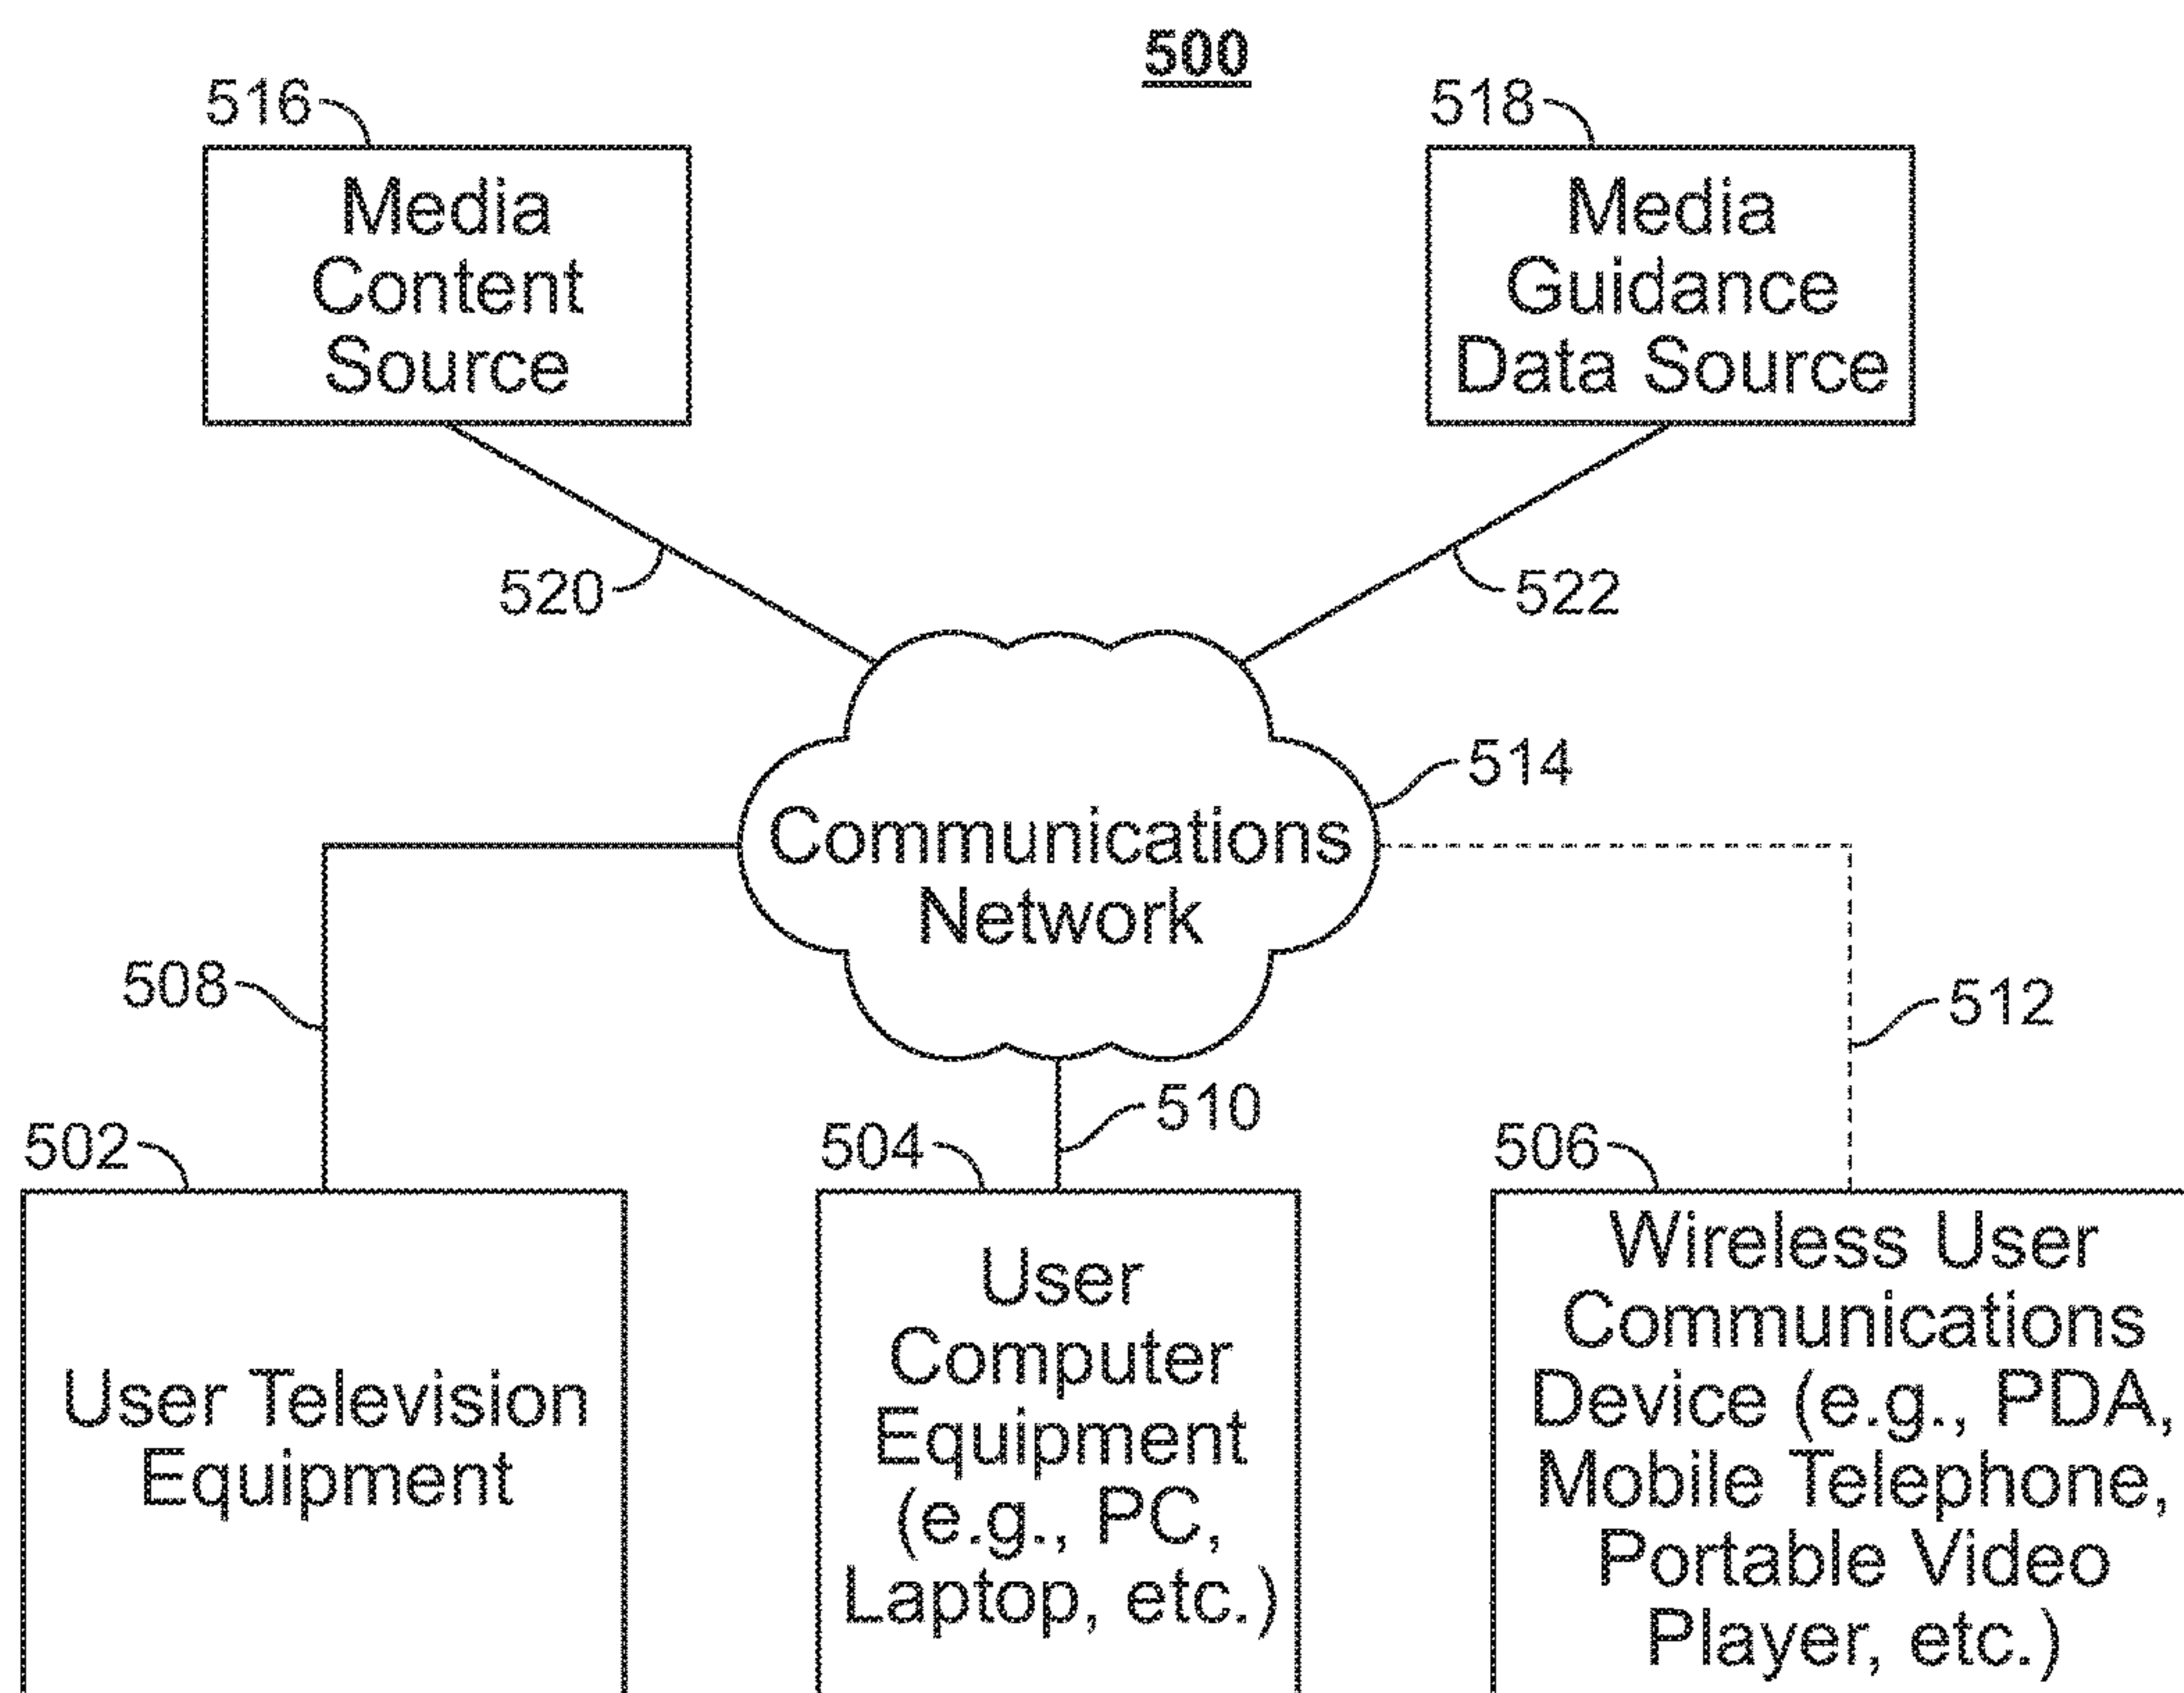 500
516
Media
Content
Source
518
Media
Guidance
Data Source
520
522
514
Communications
Network
508
512
510
502
User Television
Equipment
504
User
Computer
Equipment
(e.g., PC,
Laptop, etc.)
506
Wireless User
Communications
Device (e.g., PDA,
Mobile Telephone,
Portable Video
Player, etc.)